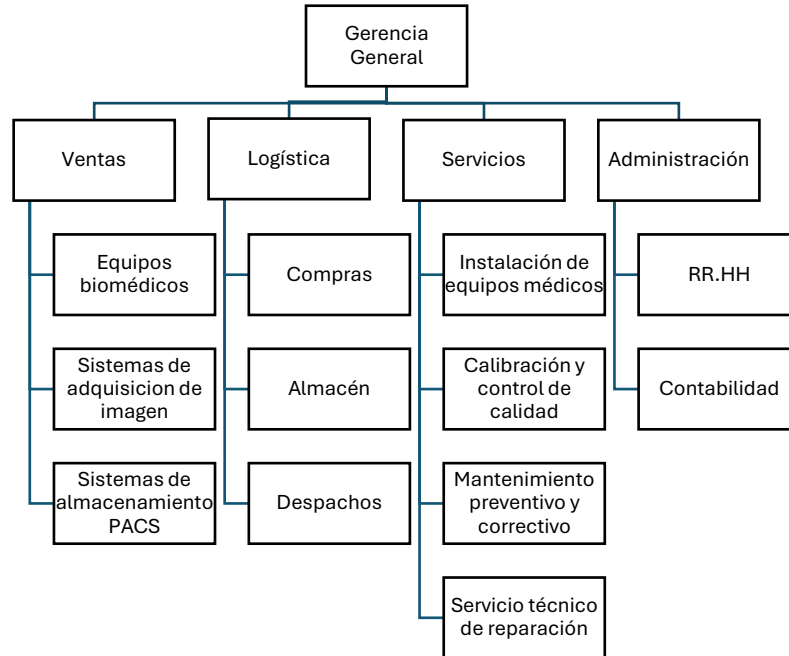 Gerencia
General
Ventas
Logística
Servicios
Administración
Equipos
biomédicos
Compras
Instalación de
equipos médicos
RR.HH
Sistemas de
adquisicion de
imagen
Almacén
Calibración y
control de
calidad
Contabilidad
Sistemas de
almacenamiento
PACS
Despachos
Mantenimiento
preventivo y
correctivo
Servicio técnico
de reparación